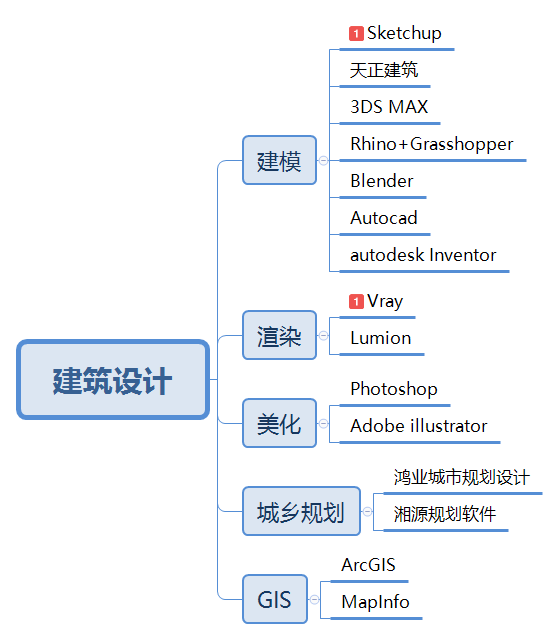 建筑设计
建模
1 Sketchup
天正建筑
3DS MAX
Rhino+Grasshopper
Blender
Autocad
autodesk Inventor
渲染
1 Vray
Lumion
美化
Photoshop
Adobe illustrator
城乡规划
鸿业城市规划设计
湘源规划软件
GIS
ArcGIS
MapInfo